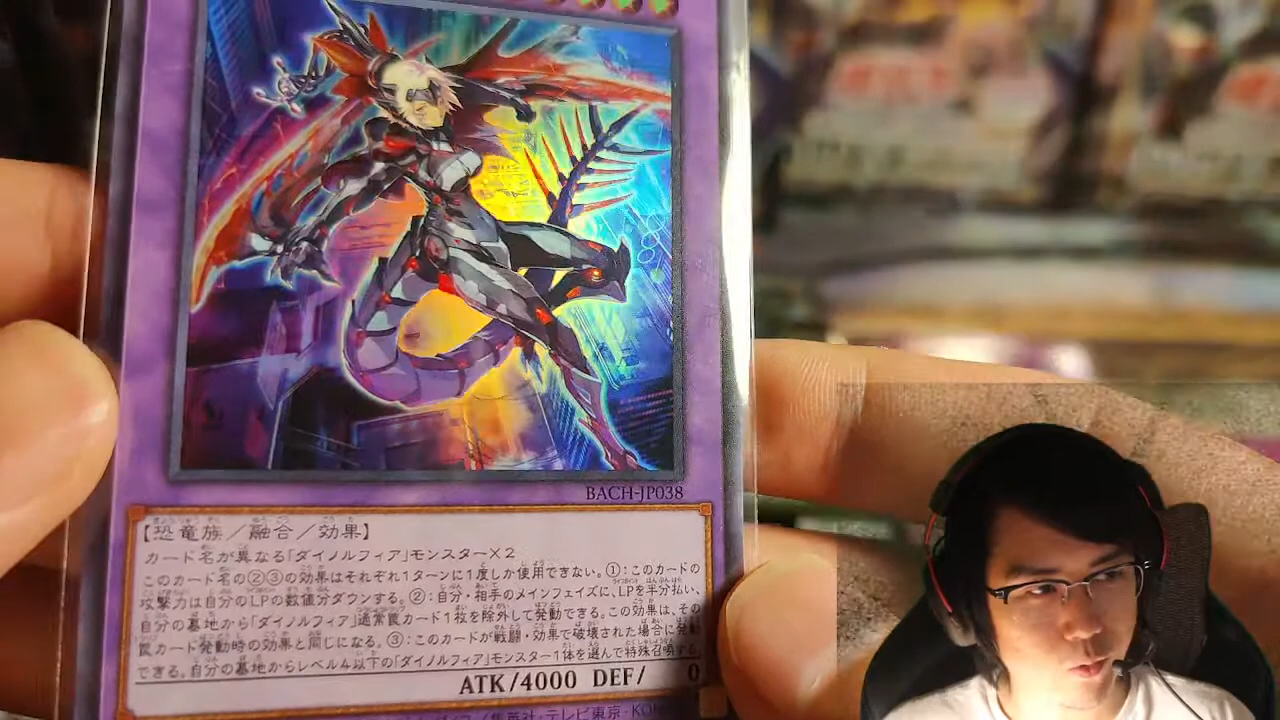 BACH-JP038
【恐竜族／融合／効果】
カード名が異なる「ダイノルフィア」モンスター×2
このカード名の②③の効果はそれぞれ1ターンに1度しか使用できない。①：このカードの
攻撃力は自分のLPの数値分ダウンする。②：自分・相手のメインフェイズに、LPを半分払い、
自分の墓地から「ダイノルフィア」通常罠カード1枚を除外して発動できる。この効果は、その
罠カード発動時の効果と同じになる。③：このカードが戦闘・効果で破壊された場合に発動
できる。自分の墓地からレベル4以下の「ダイノルフィア」モンスター1体を選んで特殊召喚する。
ATK/4000 DEF/ 0
集英社・テレビ東京・KO